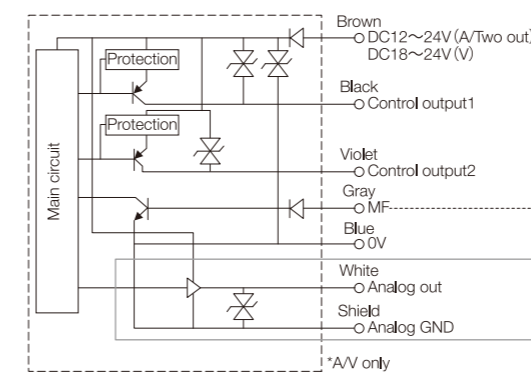 Brown
DC12～24V(A/Two out)
DC18～24V(V)
Protection
Black
Control output1
Protection
Violet
Control output2
Main circuit
Gray
MF
Blue
0V
White
Analog out
Shield
Analog GND
*A/V only